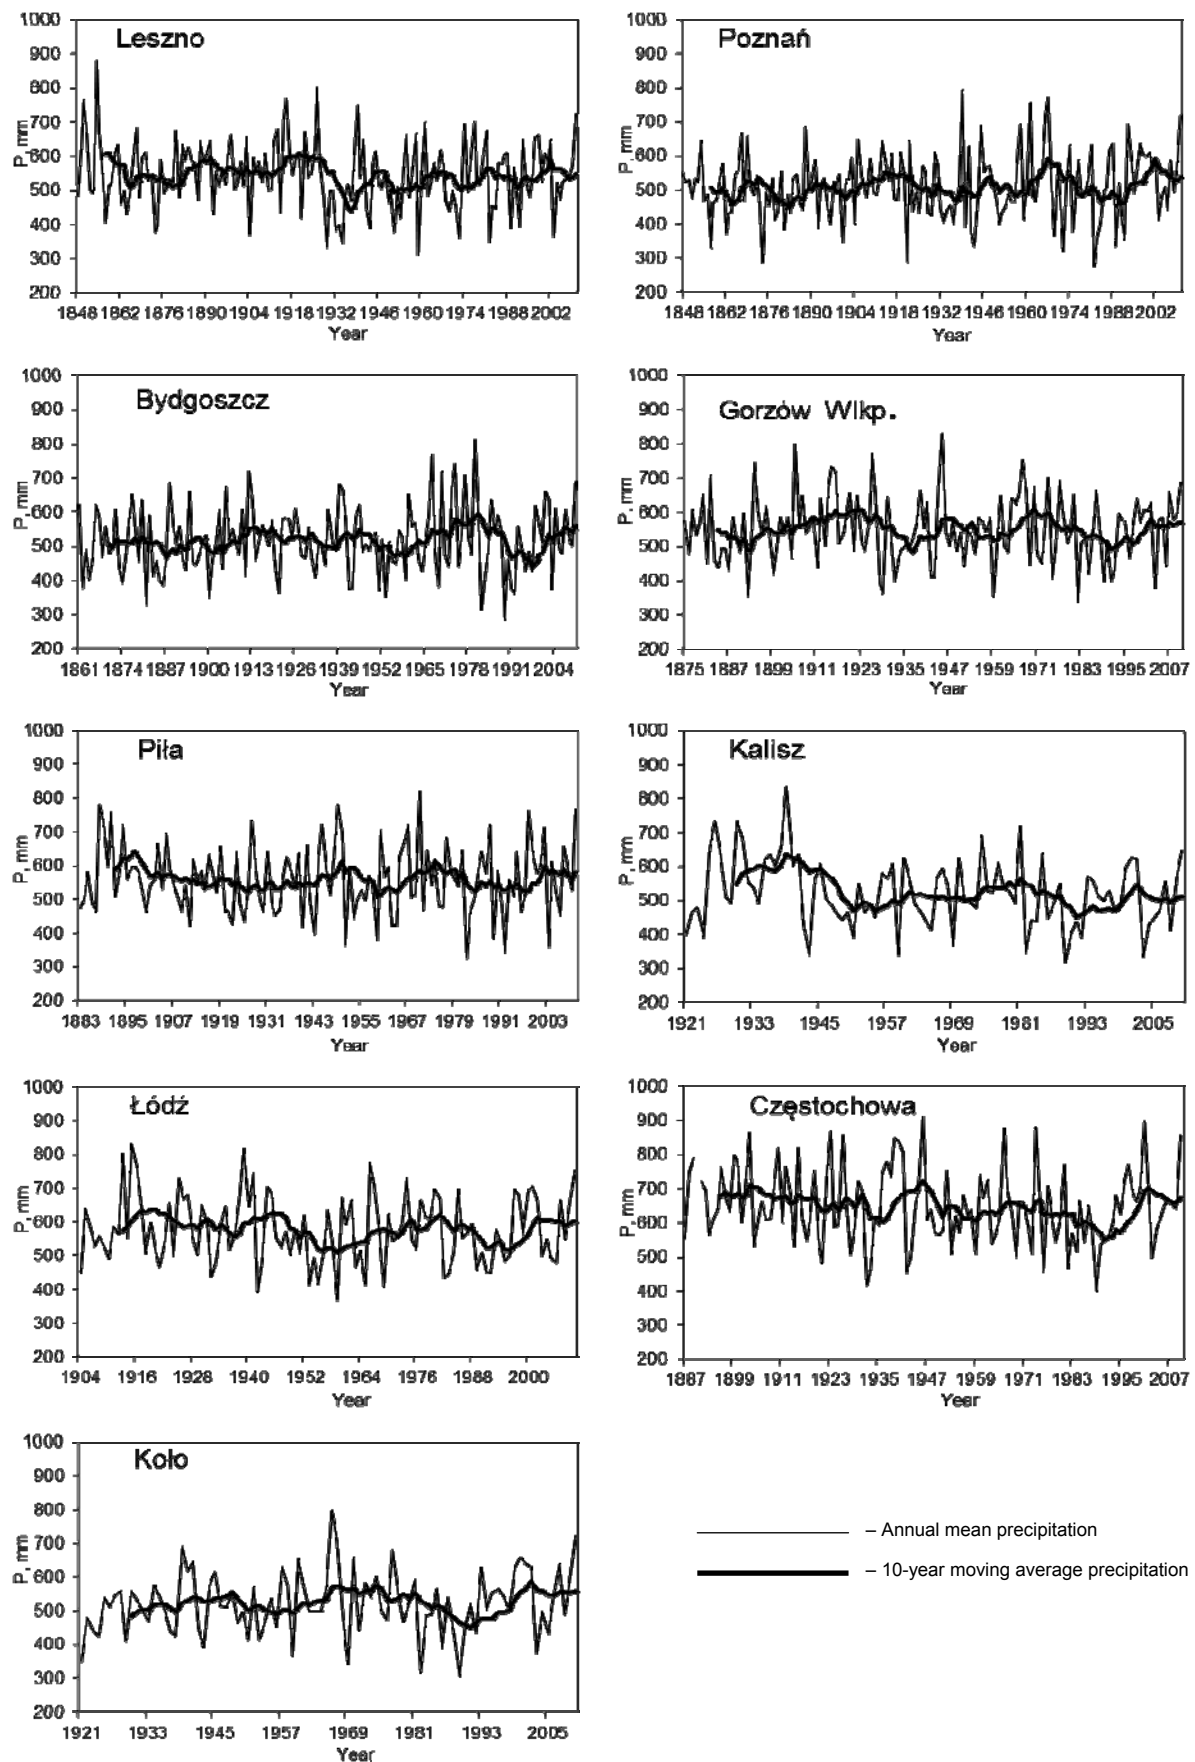 Leszno
1000
900
800
700
600
500
400
300
200
P, mm
1848 1862 1876 1890 1904 1918 1932 1946 1960 1974 1988 2002
Year
Poznań
1000
900
800
700
600
500
400
300
200
P, mm
1848 1862 1876 1890 1904 1918 1932 1946 1960 1974 1988 2002
Year
Bydgoszcz
1000
900
800
700
600
500
400
300
200
P, mm
1861 1874 1887 1900 1913 1926 1939 1952 1965 1978 1991 2004
Year
Gorzów Wlkp.
1000
900
800
700
600
500
400
300
200
P, mm
1875 1887 1899 1911 1923 1935 1947 1959 1971 1983 1995 2007
Year
Piła
1000
900
800
700
600
500
400
300
200
P, mm
1883 1895 1907 1919 1931 1943 1955 1967 1979 1991 2003
Year
Kalisz
1000
900
800
700
600
500
400
300
200
P, mm
1921 1933 1945 1957 1969 1981 1993 2005
Year
Łódź
1000
900
800
700
600
500
400
300
200
P, mm
1904 1916 1928 1940 1952 1964 1976 1988 2000
Year
Częstochowa
1000
900
800
700
600
500
400
300
200
P, mm
1887 1899 1911 1923 1935 1947 1959 1971 1983 1995 2007
Year
Koło
1000
900
800
700
600
500
400
300
200
P, mm
1921 1933 1945 1957 1969 1981 1993 2005
Year
– Annual mean precipitation
– 10-year moving average precipitation